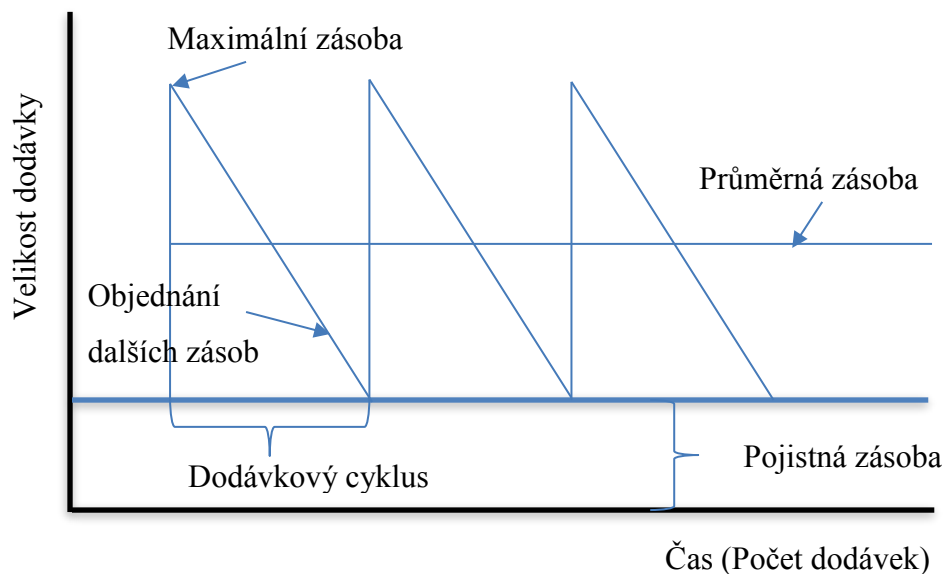 Maximální zásoba
Velikost dodávky
Průměrná zásoba
Objednání
dalších zásob
Dodávkový cyklus
Pojistná zásoba
Čas (Počet dodávek)